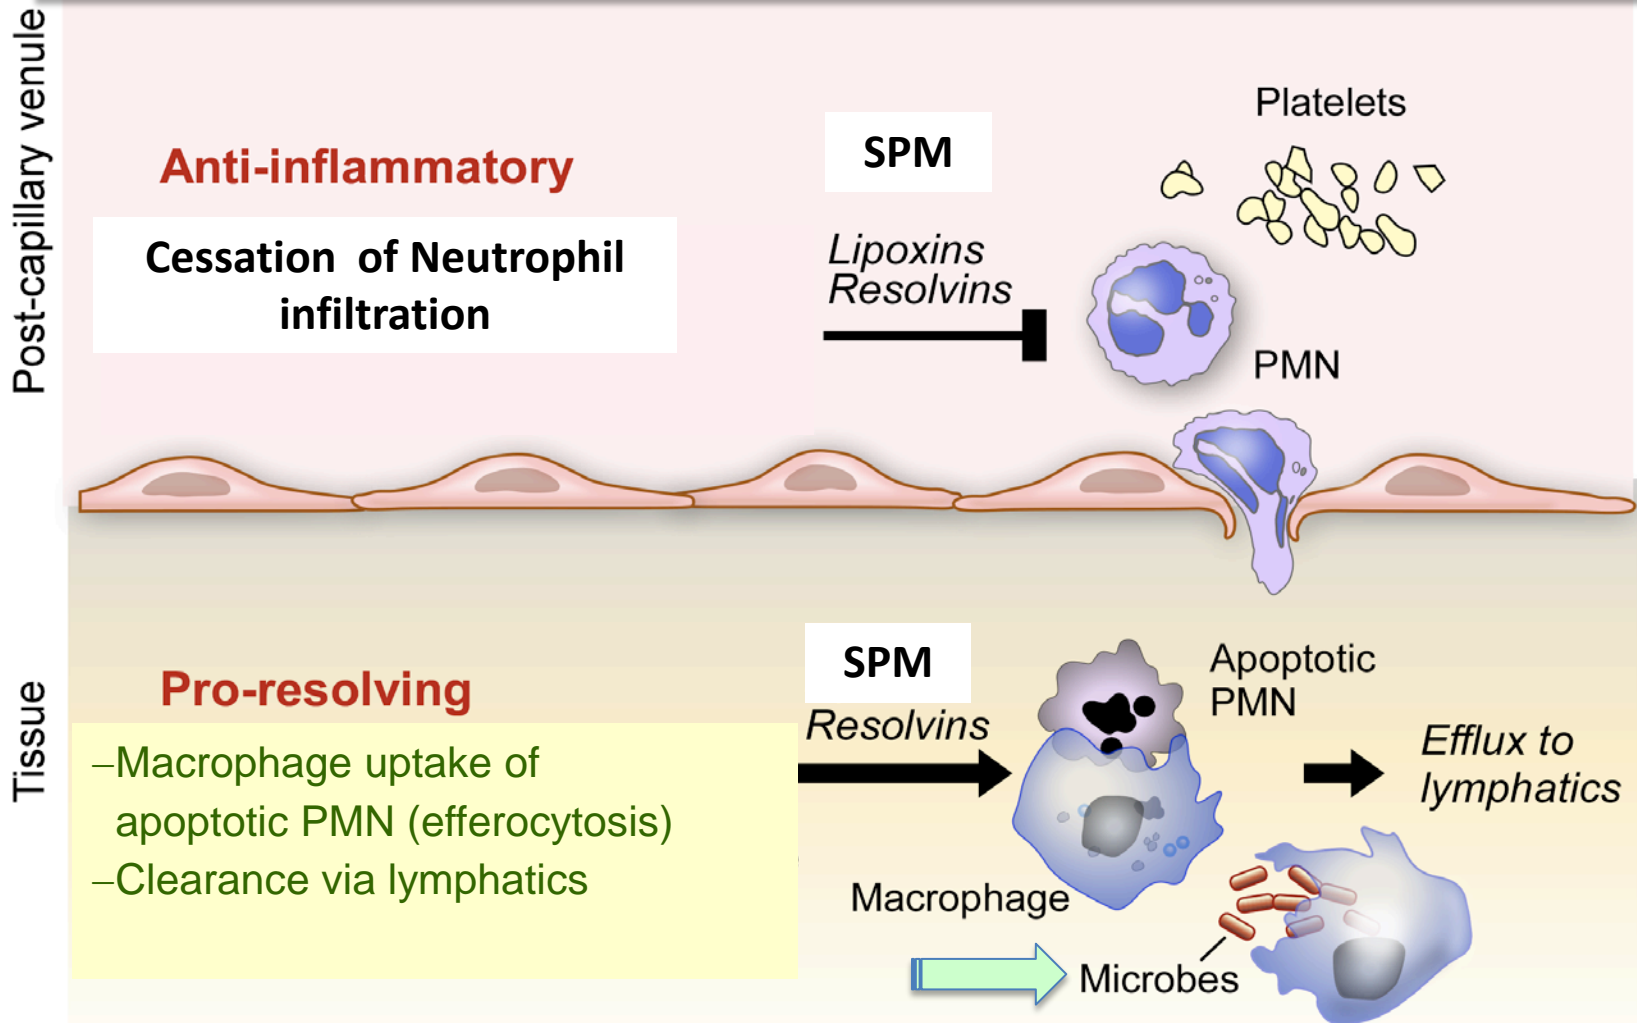 Post-capillary venule
Anti-inflammatory
Cessation of Neutrophil
infiltration
SPM
Lipoxins
Resolvins
Platelets
PMN
Tissue
Pro-resolving
–Macrophage uptake of
apoptotic PMN (efferocytosis)
–Clearance via lymphatics
SPM
Resolvins
Apoptotic
PMN
Efflux to
lymphatics
Macrophage
Microbes